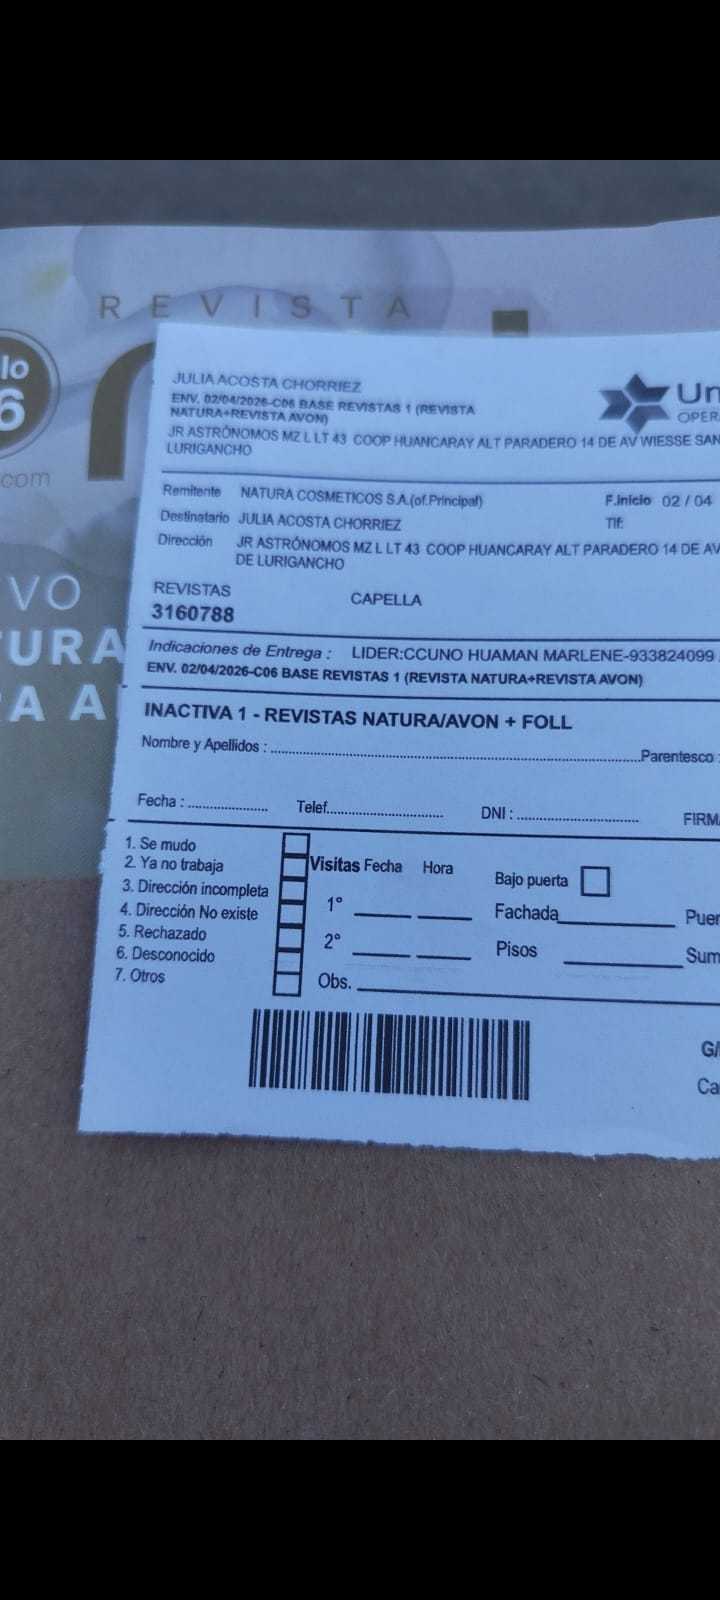 REVISTA
lo
6
com
VO
TURA
A A
JULIA ACOSTA CHORRIEZ
ENV. 02/04/2026-C06 BASE REVISTAS 1 (REVISTA
NATURA+REVISTA AVON)
JR ASTRÓNOMOS MZ L LT 43 COOP HUANCARAY ALT PARADERO 14 DE AV WIESSE SAN
LURIGANCHO
Un
OPERA
Remitente NATURA COSMETICOS S.A.(of.Principal)
F.Inicio 02 / 04
Destinatario JULIA ACOSTA CHORRIEZ
Tlf:
Dirección JR ASTRÓNOMOS MZ L LT 43 COOP HUANCARAY ALT PARADERO 14 DE AV
DE LURIGANCHO
REVISTAS
CAPELLA
3160788
Indicaciones de Entrega : LIDER:CCUNO HUAMAN MARLENE-933824099
ENV. 02/04/2026-C06 BASE REVISTAS 1 (REVISTA NATURA+REVISTA AVON)
INACTIVA 1 - REVISTAS NATURA/AVON + FOLL
Nombre y Apellidos : ........................................ Parentesco :
Fecha : .................... Telef............................. DNI : ............................... FIRMA
1. Se mudo
2. Ya no trabaja
3. Dirección incompleta
4. Dirección No existe
5. Rechazado
6. Desconocido
7. Otros
Visitas Fecha Hora
1°
2°
Obs.
Bajo puerta
Fachada Puer
Pisos Sum
G/
Ca